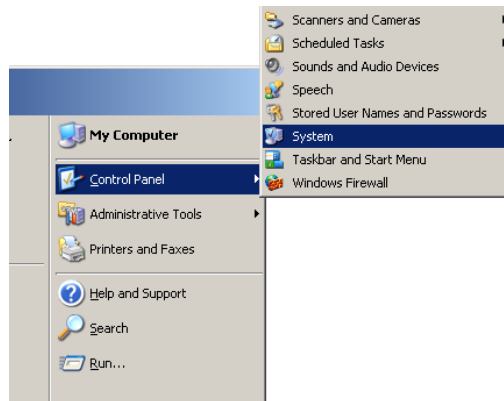 Scanners and Cameras
Scheduled Tasks
Sounds and Audio Devices
Speech
Stored User Names and Passwords
System
Taskbar and Start Menu
Windows Firewall
My Computer
Control Panel
Administrative Tools
Printers and Faxes
Help and Support
Search
Run...